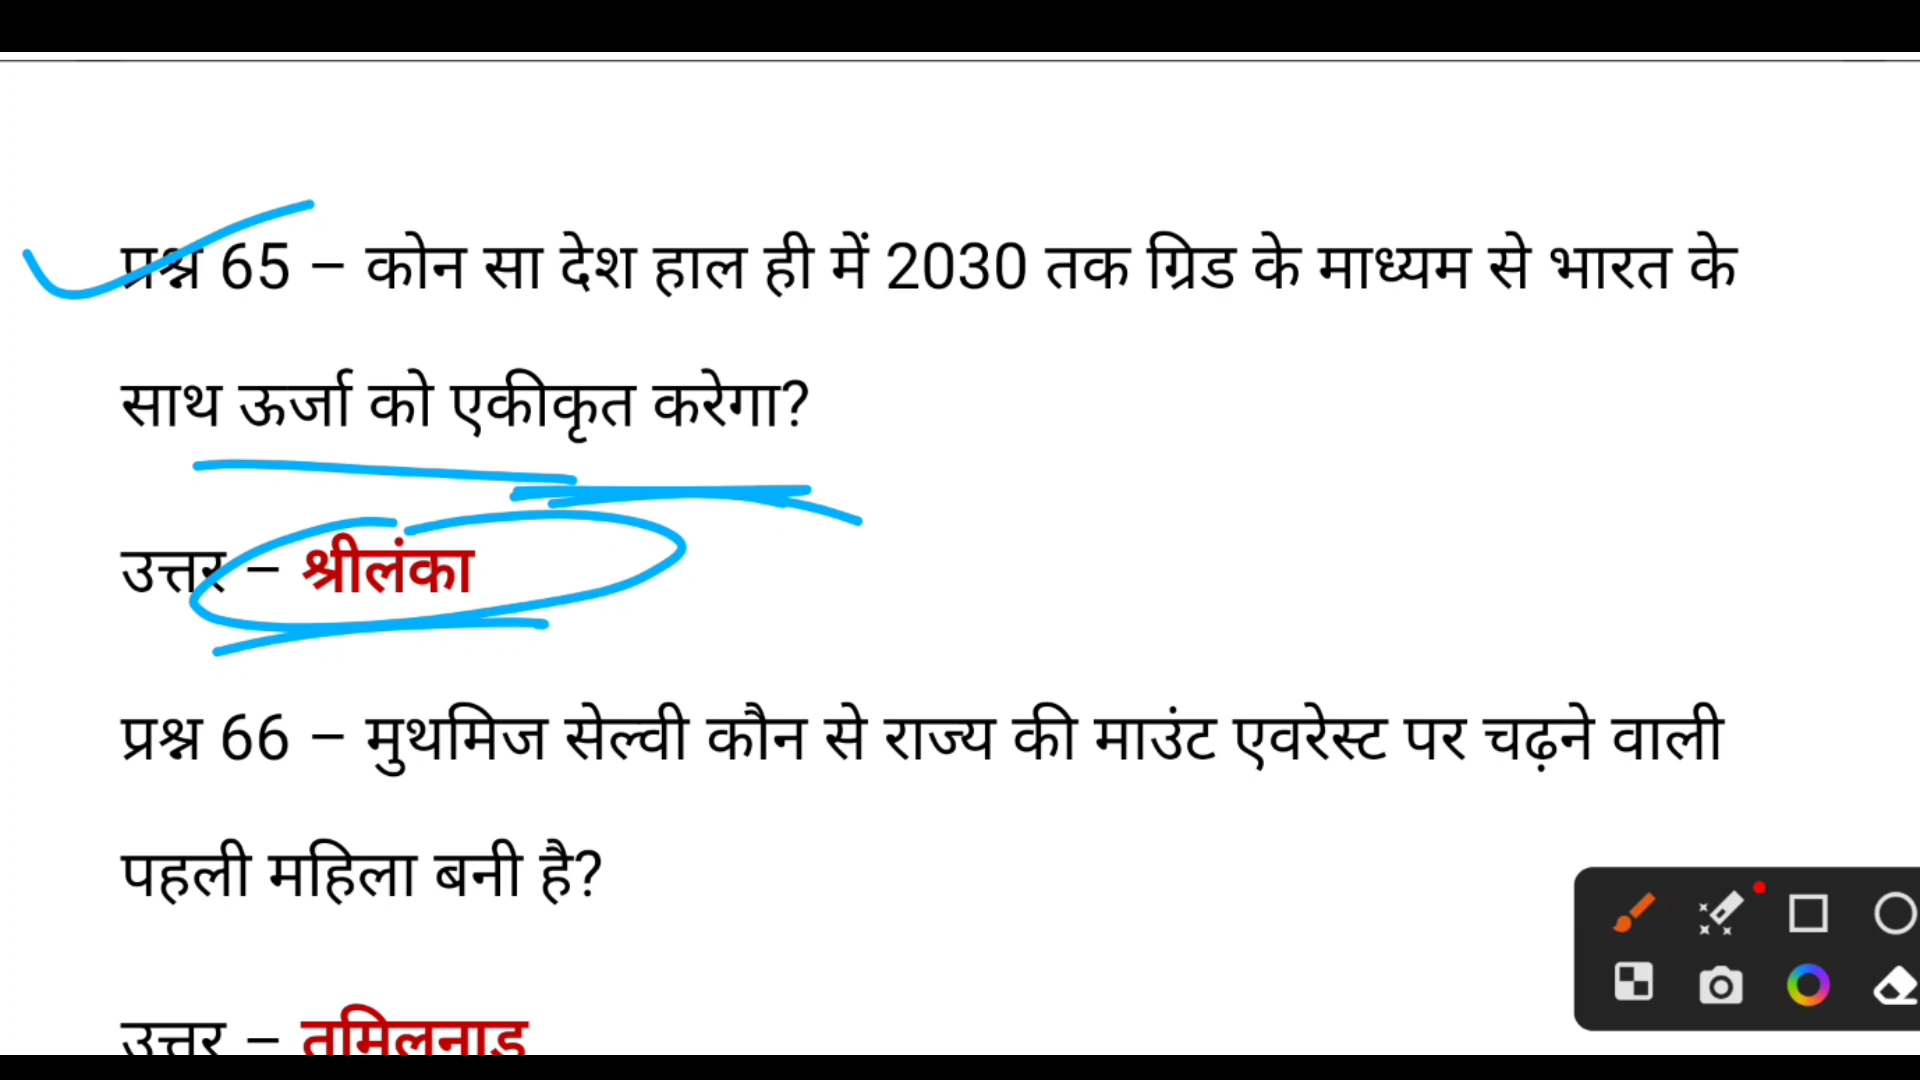 प्रश्न 65 – कोन सा देश हाल ही में 2030 तक ग्रिड के माध्यम से भारत के
साथ ऊर्जा को एकीकृत करेगा?
उत्तर – श्रीलंका
प्रश्न 66 – मुथमिज सेल्वी कौन से राज्य की माउंट एवरेस्ट पर चढ़ने वाली
पहली महिला बनी है?
उत्तर – तमिलनाडु